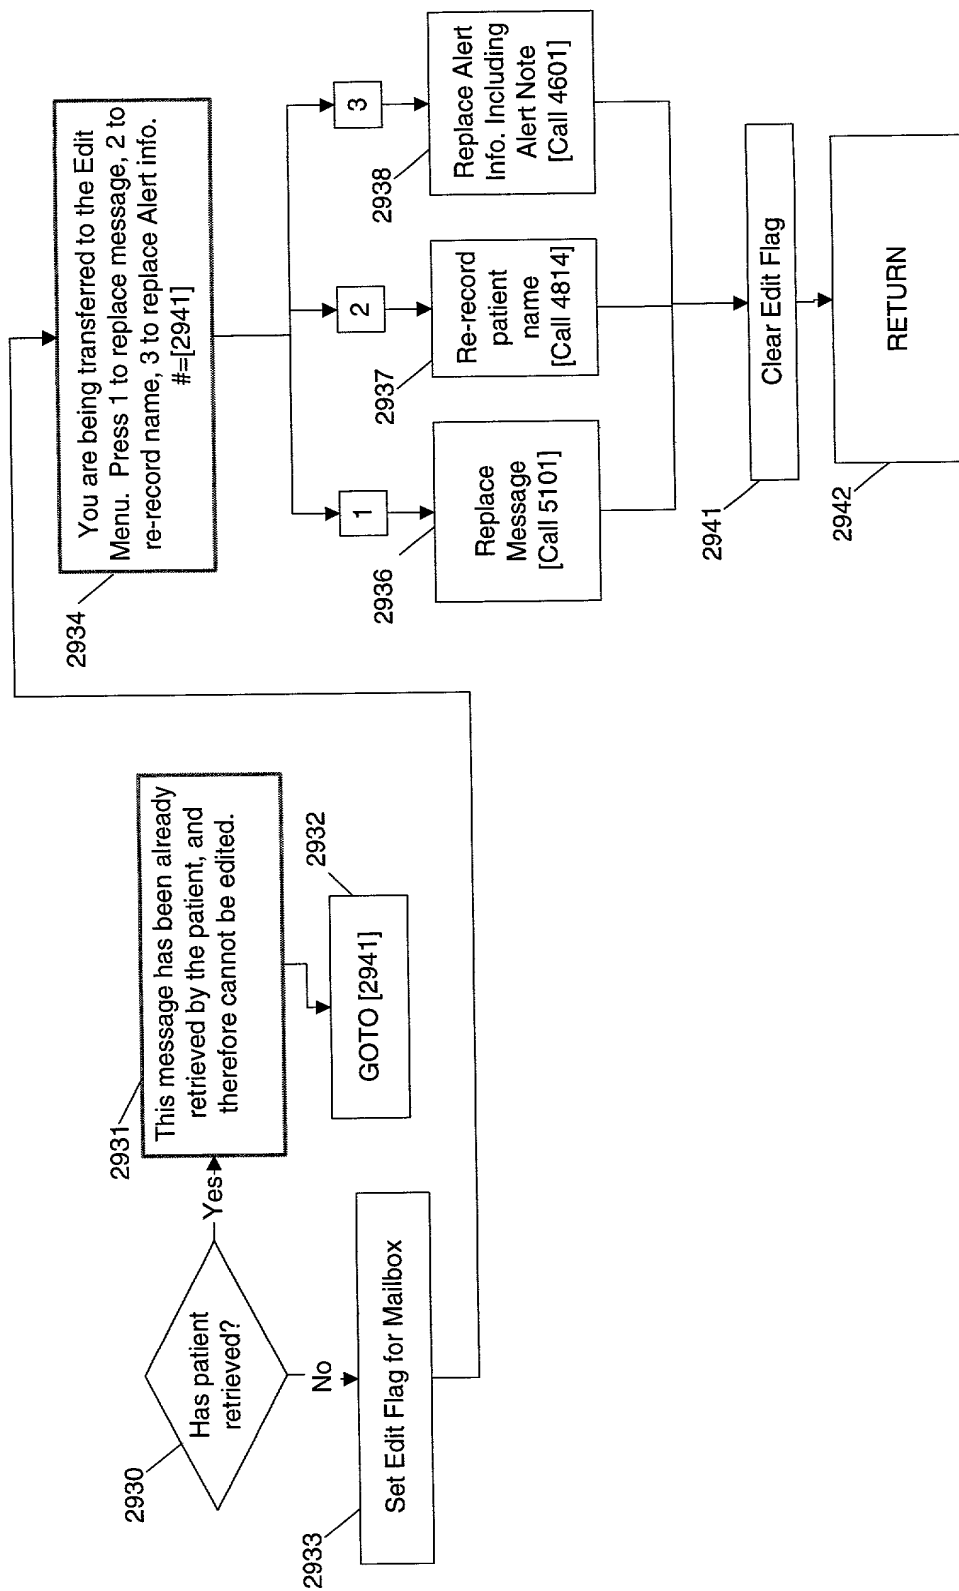 2930
Has patient
retrieved?
Yes
No
2931
This message has been already
retrieved by the patient, and
therefore cannot be edited.
2932
GOTO [2941]
2933
Set Edit Flag for Mailbox
2934
You are being transferred to the Edit
Menu. Press 1 to replace message, 2 to
re-record name, 3 to replace Alert info.
#=[2941]
1
2
3
2936
Replace
Message
[Call 5101]
2937
Re-record
patient
name
[Call 4814]
2938
Replace Alert
Info. Including
Alert Note
[Call 4601]
2941
Clear Edit Flag
2942
RETURN